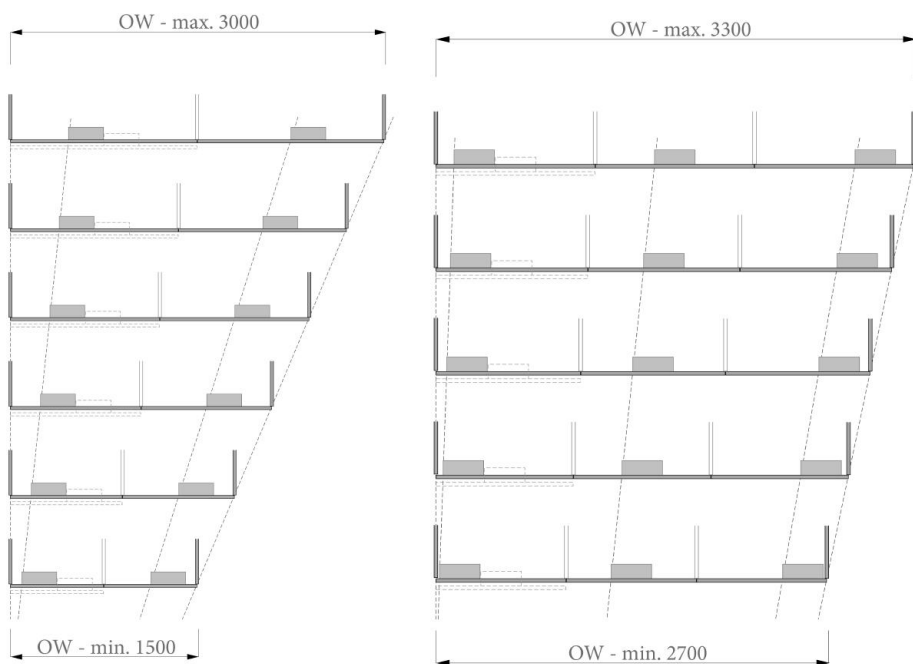 OW - max. 3000
OW - max. 3300
OW - min. 1500
OW - min. 2700